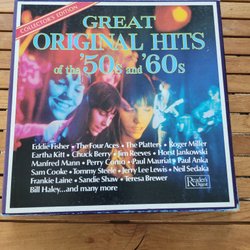 COLLECTOR'S EDITION
GREAT
ORIGINAL HITS
of the '50s and '60s
Eddie Fisher • The Four Aces • The Platters • Roger Miller
Eartha Kitt • Chuck Berry • Jim Reeves • Horst Jankowski
Manfred Mann • Perry Como • Paul Mauriat • Paul Anka
Sam Cooke • Tommy Steele • Jerry Lee Lewis • Neil Sedaka
Frankie Laine • Sandie Shaw • Teresa Brewer
Bill Haley...and many more
Reader's
Digest